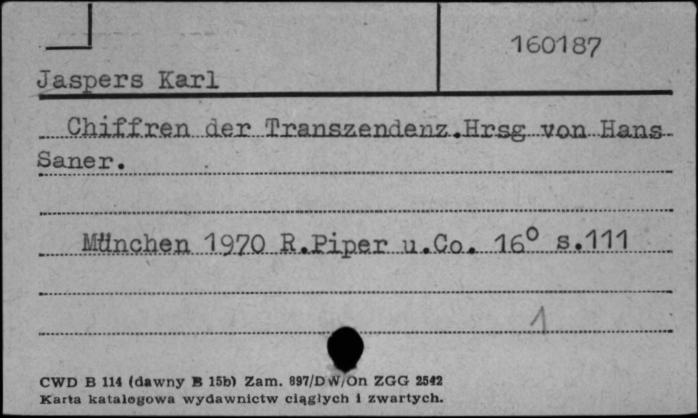 160187
Jaspers Karl
Chiffren der Transzendenz.Hrsg von Hans
Saner.
München 1970 R.Piper u.Co. 16° s.111
1
CWD B 114 (dawny B 15b) Zam. 897/DW/On ZGG 2542
Karta katalogowa wydawnictw ciągłych i zwartych.